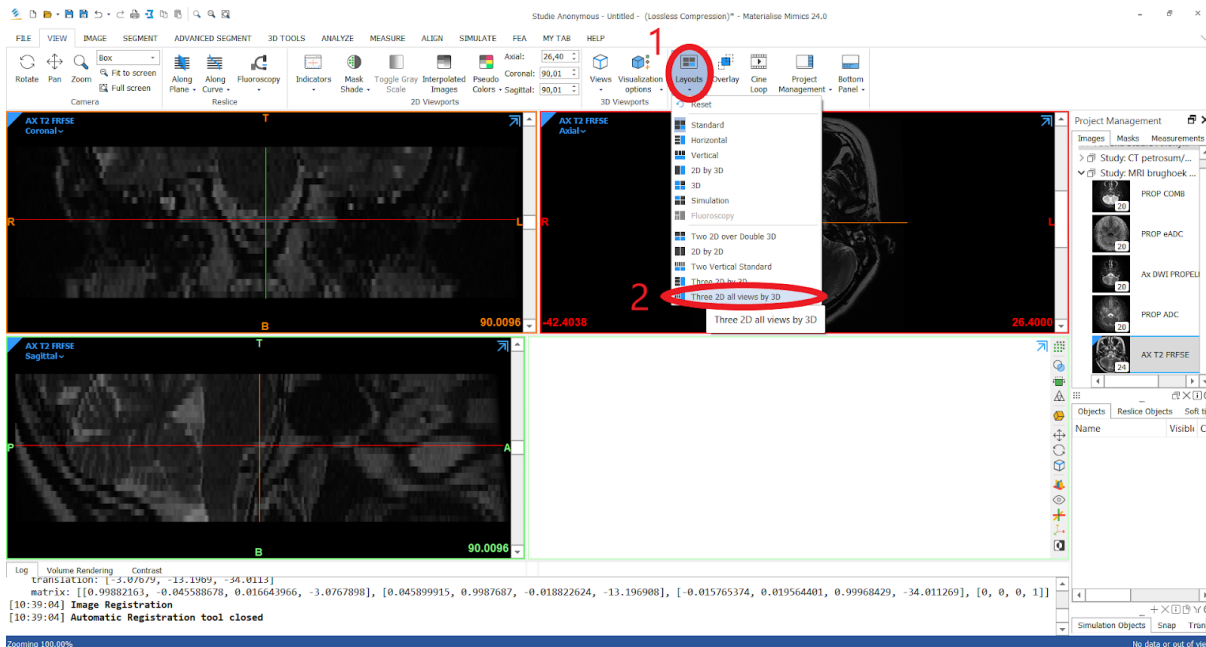 Studie Anonymous - Untitled - (Lossless Compression)* - Materialise Mimics 24.0
FILE VIEW IMAGE SEGMENT ADVANCED SEGMENT 3D TOOLS ANALYZE MEASURE ALIGN SIMULATE FEA MY TAB HELP
1
Rotate Pan Zoom
Box
Fit to screen
Full screen
Camera
Along Plane
Along Curve
Fluoroscopy
Reslice
Indicators
Mask Shade
Toggle Gray Scale
Interpolated Images
Pseudo Colors
Axial: 26,40
Coronal: 90,01
Sagittal: 90,01
2D Viewports
Views
Visualization options
3D Viewports
Layouts
Overlay
Cine Loop
Project Management
Bottom Panel
Reset
Standard
Horizontal
Vertical
2D by 3D
3D
Simulation
Fluoroscopy
Two 2D over Double 3D
2D by 2D
Two Vertical Standard
Three 2D by 3D
2
Three 2D all views by 3D
Three 2D all views by 3D
AX T2 FRFSE
Coronal
T
R
L
B
90.0096
AX T2 FRFSE
Axial
R
L
-42.4038
26.4000
AX T2 FRFSE
Sagittal
T
P
A
B
90.0096
Project Management
Images Masks Measurements
Study: CT petrosum/...
Study: MRI brughoek ...
20
PROP COMB
20
PROP eADC
20
Ax DWI PROPELI
20
PROP ADC
24
AX T2 FRFSE
Objects Reslice Objects Soft ti
Name Visibl C
Log Volume Rendering Contrast
translation: [-3.07679, -13.1969, -34.0113]
matrix: [[0.99882163, -0.045588678, 0.016643966, -3.0767898], [0.045899915, 0.9987687, -0.018822624, -13.196908], [-0.015765374, 0.019564401, 0.99968429, -34.011269], [0, 0, 0, 1]]
[10:39:04] Image Registration
[10:39:04] Automatic Registration tool closed
Simulation Objects Snap Tran
Zooming 100.00%
No data or out of vie